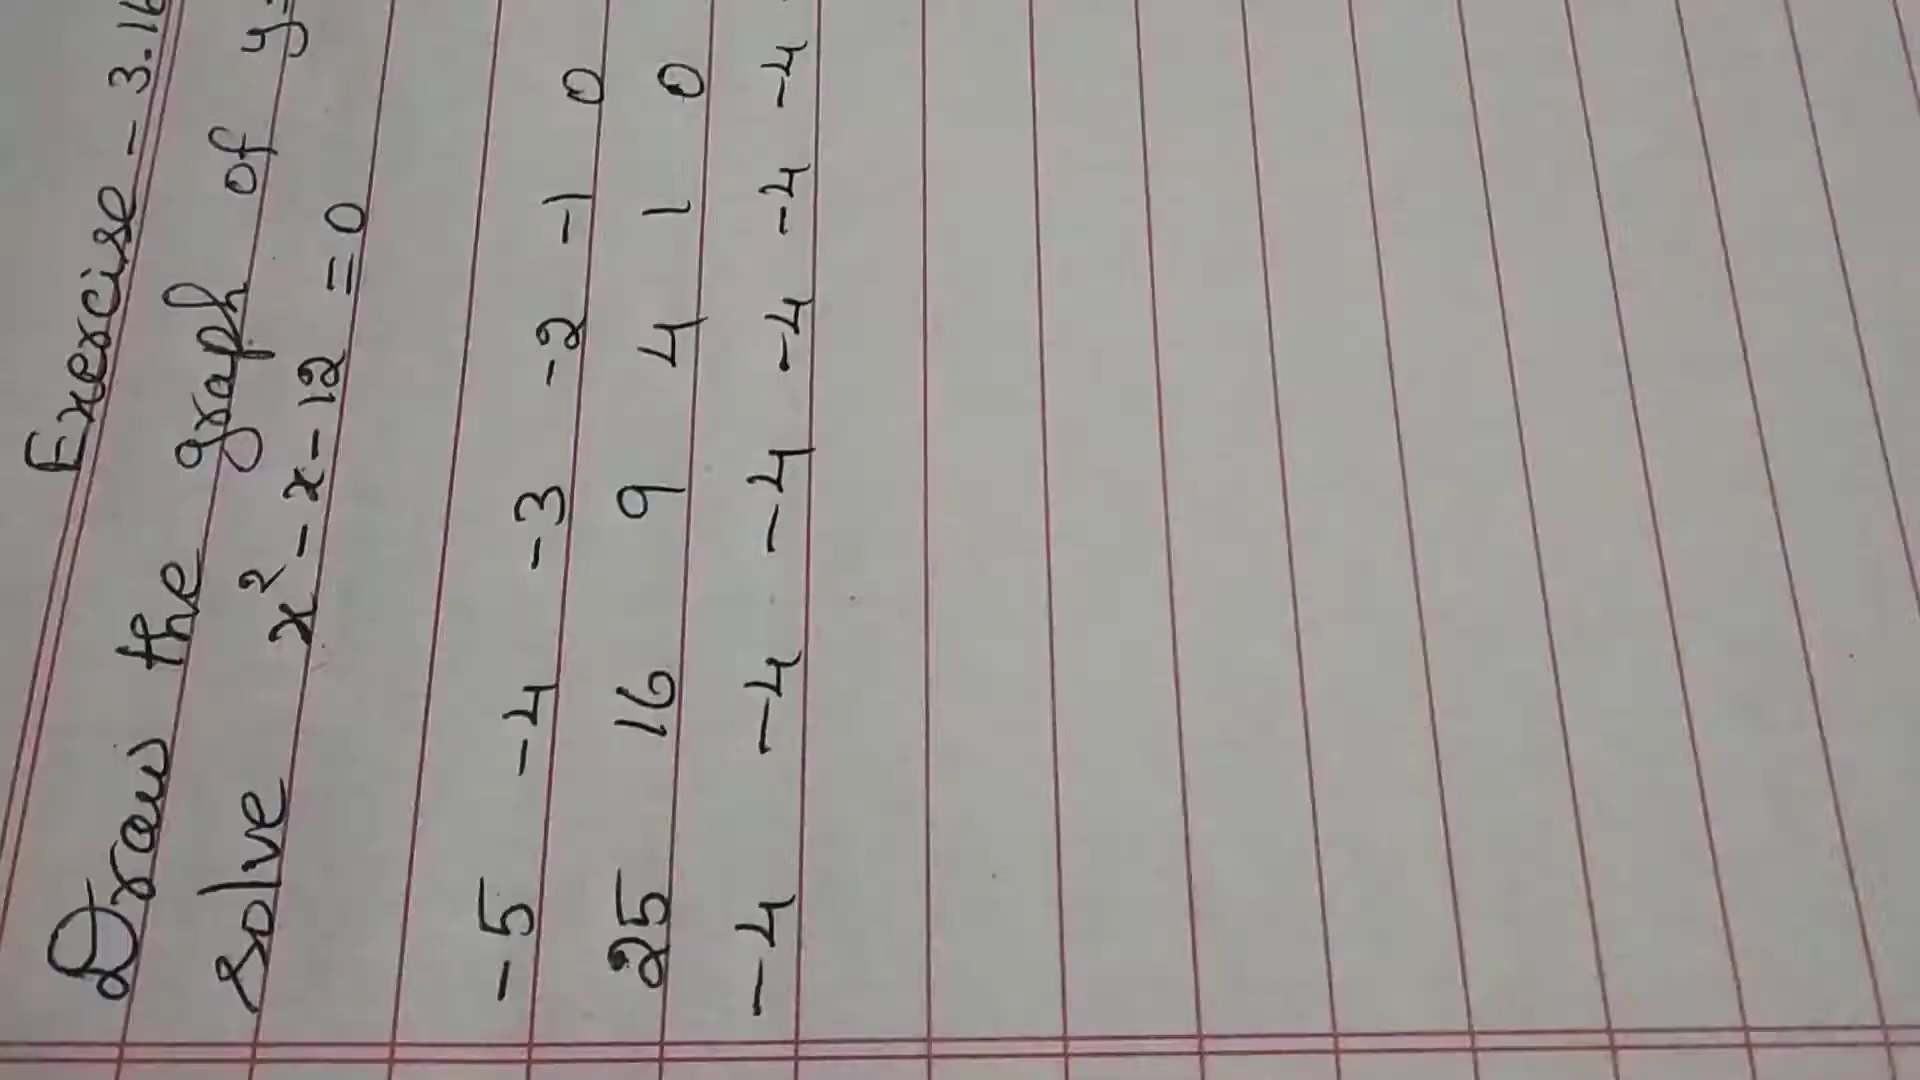 Exercise - 3.16
Draw the graph of y=
solve x² - x - 12 = 0
-5 -4 -3 -2 -1 0
25 16 9 4 1 0
-4 -4 -4 -4 -4 -4